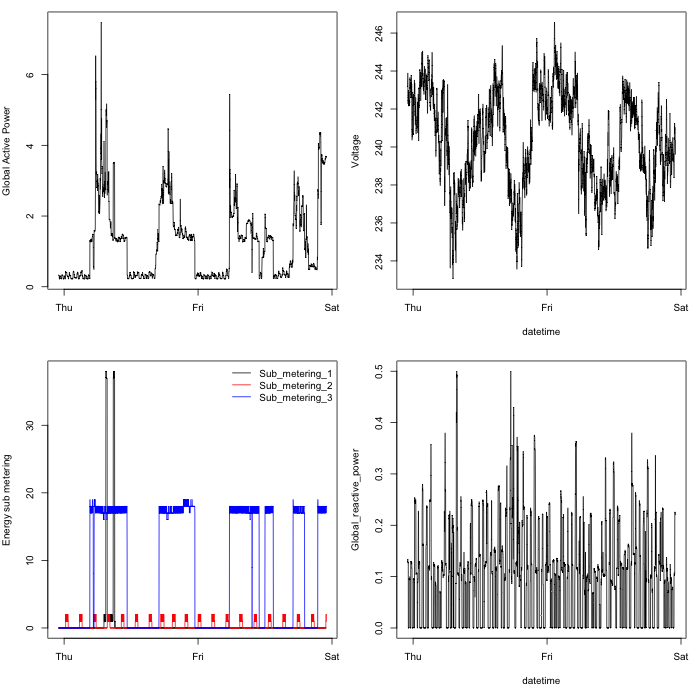 Global Active Power
6
4
2
0
Thu Fri Sat
Voltage
246
244
242
240
238
236
234
Thu Fri Sat
datetime
Energy sub metering
30
20
10
0
Sub_metering_1
Sub_metering_2
Sub_metering_3
Thu Fri Sat
Global_reactive_power
0.5
0.4
0.3
0.2
0.1
0.0
Thu Fri Sat
datetime